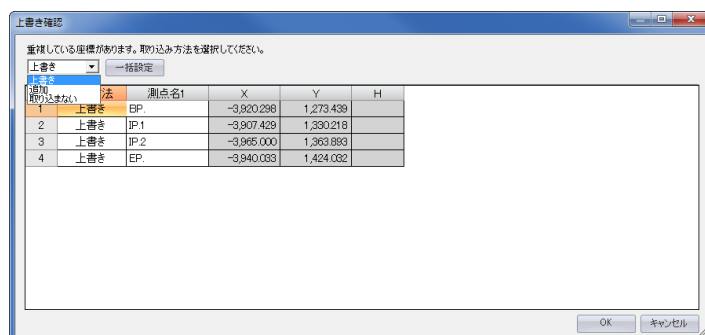 上書き確認
重複している座標があります。取り込み方法を選択してください。
上書き 一括設定
上書き
追加
取り込まない
法 測点名1 X Y H
1 上書き BP. -3,920.298 1,273.439
2 上書き IP.1 -3,907.429 1,330.218
3 上書き IP.2 -3,965.000 1,363.893
4 上書き EP. -3,940.033 1,424.032
OK キャンセル